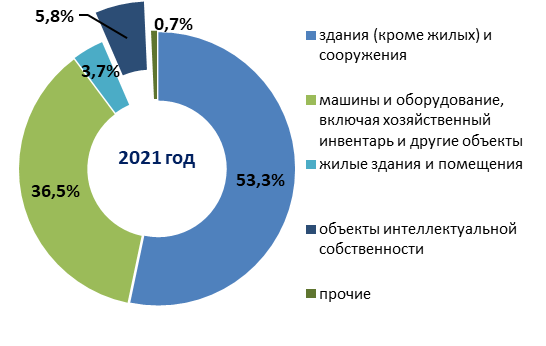 5,8%
0,7%
3,7%
2021 год
36,5%
53,3%
здания (кроме жилых) и
сооружения
машины и оборудование,
включая хозяйственный
инвентарь и другие объекты
жилые здания и помещения
объекты интеллектуальной
собственности
прочие